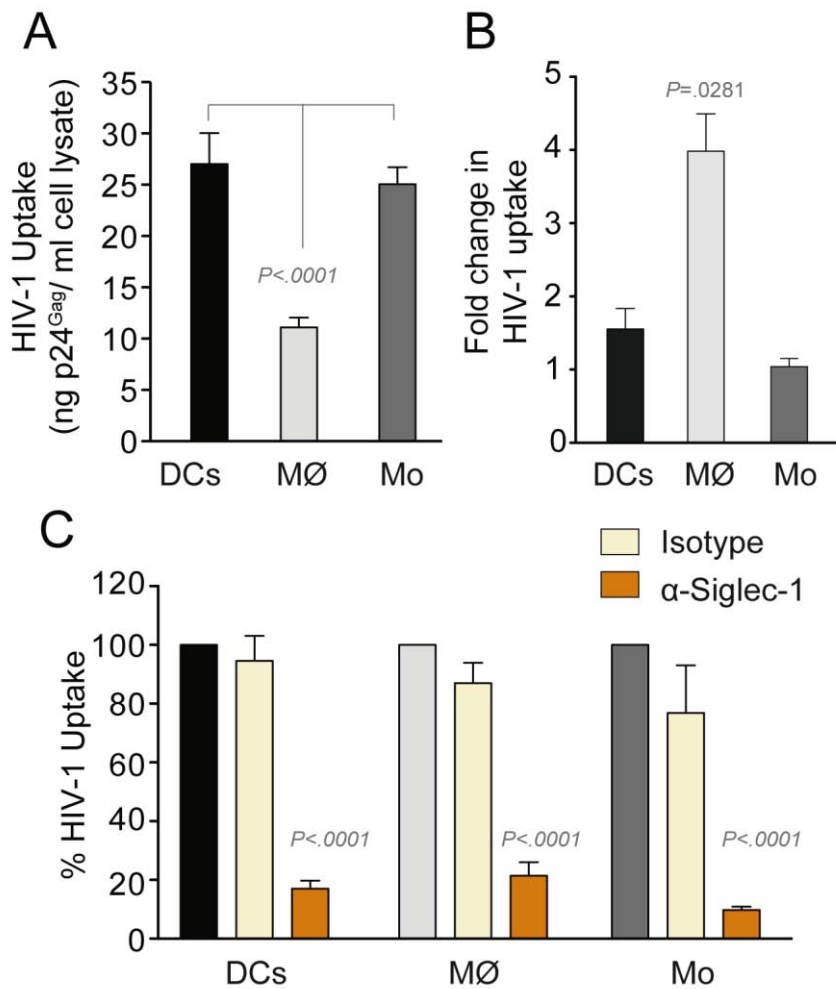 A
HIV-1 Uptake
(ng p24Gag/ ml cell lysate)
35
30
25
20
15
10
5
0
P<.0001
DCs MØ Mo
B
Fold change in
HIV-1 uptake
5
4
3
2
1
0
P=.0281
DCs MØ Mo
C
Isotype
α-Siglec-1
% HIV-1 Uptake
120
100
80
60
40
20
0
P<.0001 P<.0001 P<.0001
DCs MØ Mo